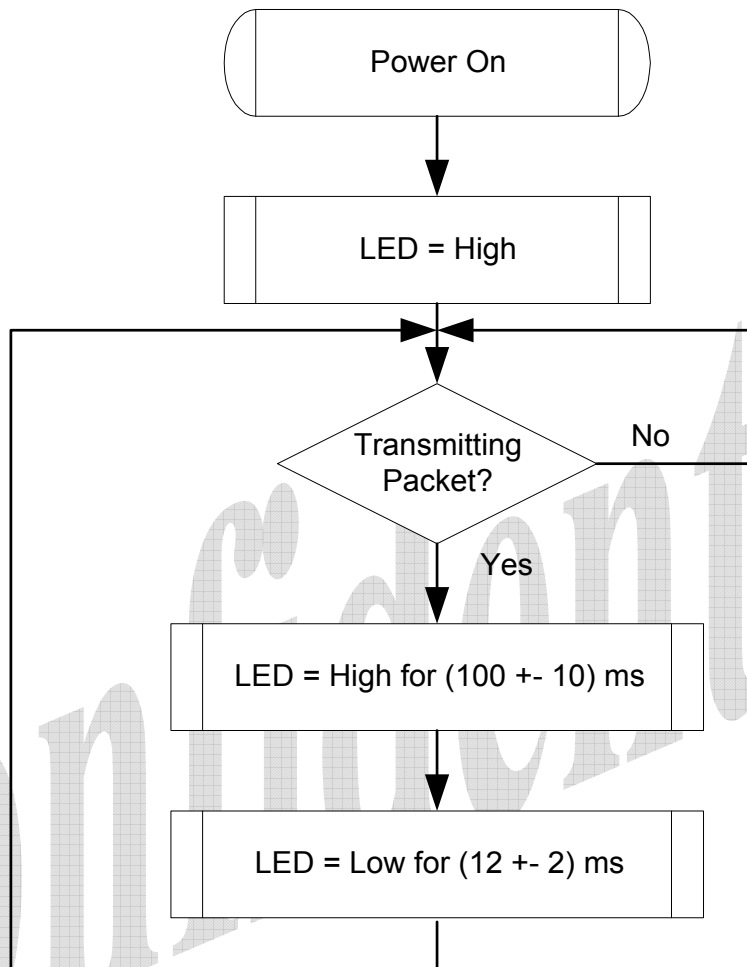 Power On
LED = High
Transmitting
Packet?
No
Yes
LED = High for (100 +- 10) ms
LED = Low for (12 +- 2) ms
onfident